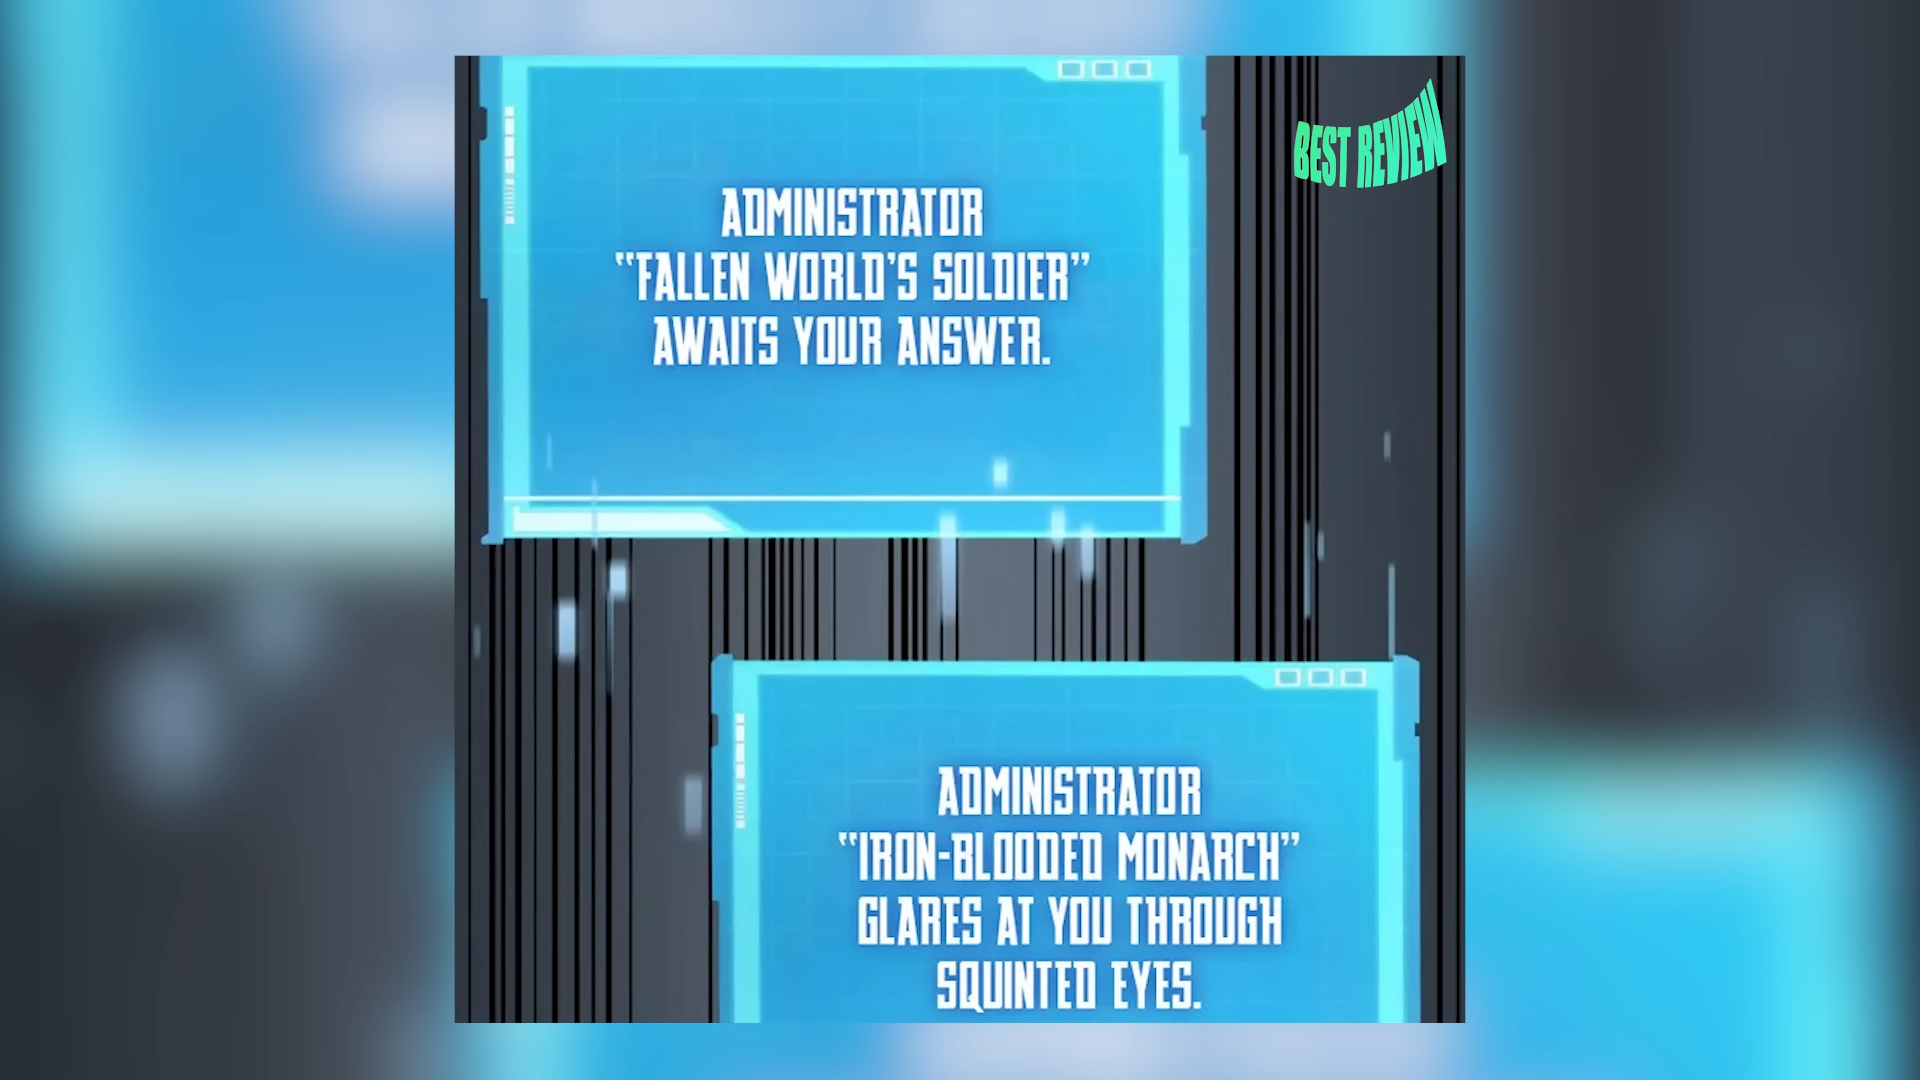 BEST REVIEW
ADMINISTRATOR
“FALLEN WORLD’S SOLDIER”
AWAITS YOUR ANSWER.
ADMINISTRATOR
“IRON-BLOODED MONARCH”
GLARES AT YOU THROUGH
SQUINTED EYES.